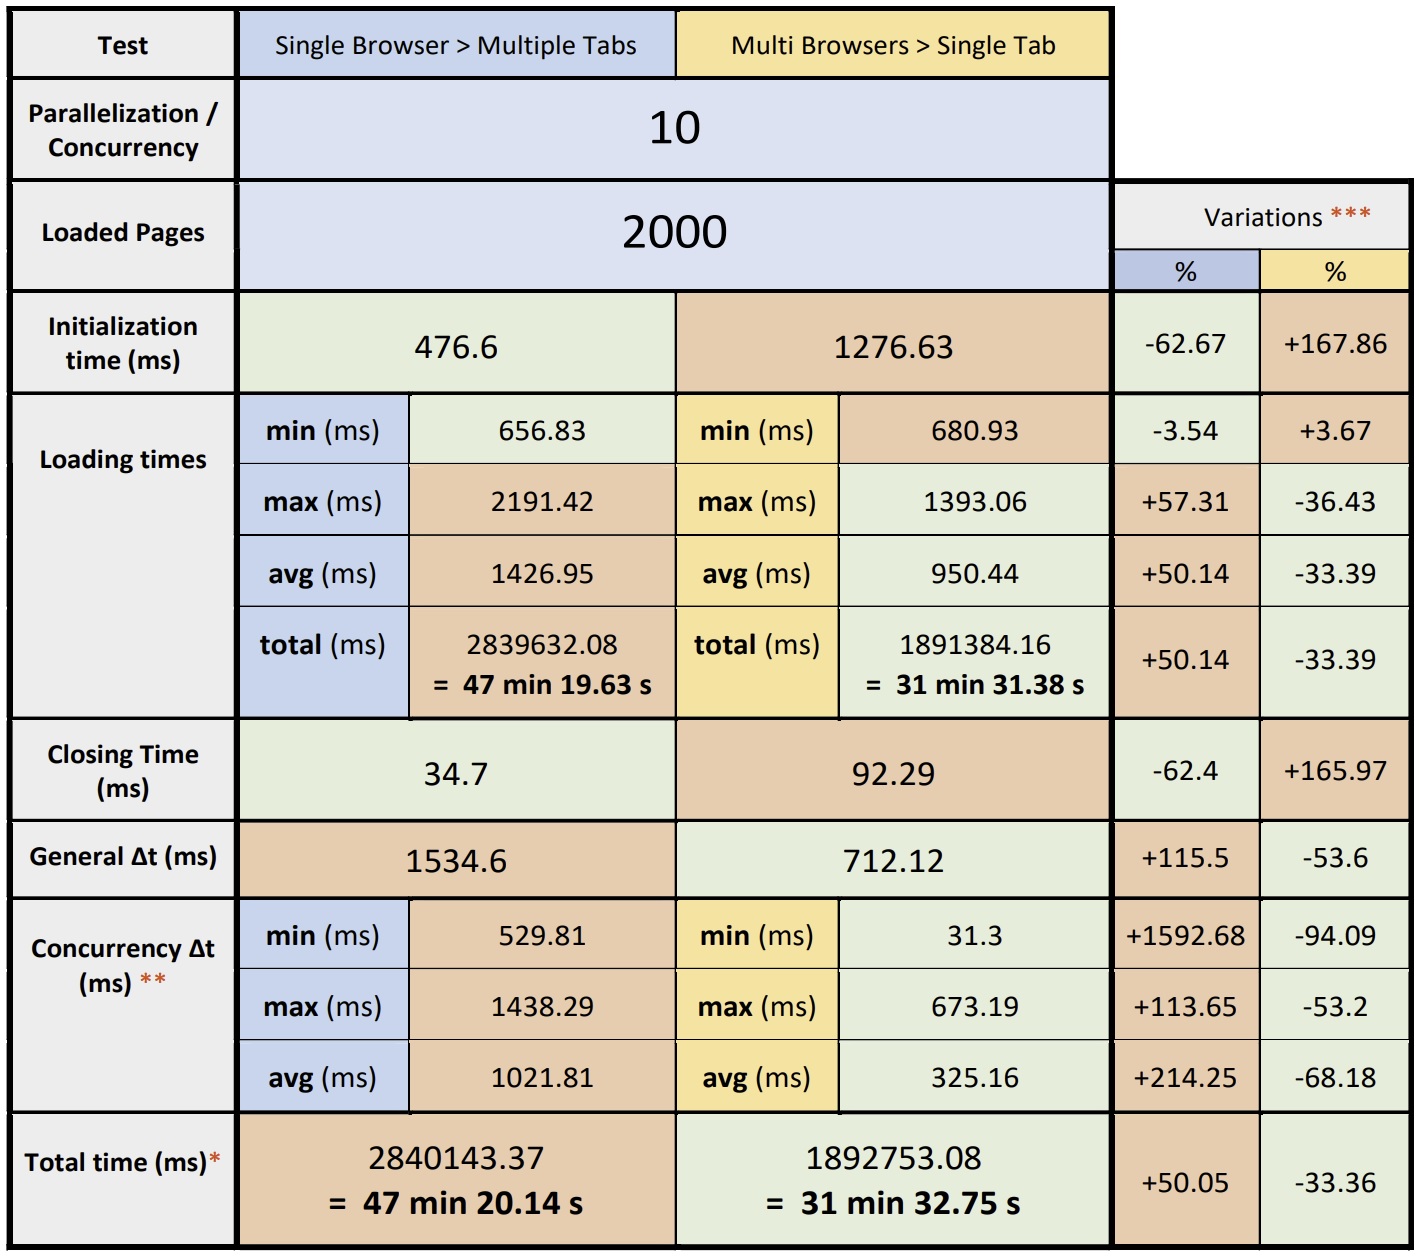 Test Single Browser > Multiple Tabs Multi Browsers > Single Tab
Parallelization /
Concurrency
10
Loaded Pages 2000 Variations ***
% %
Initialization
time (ms)
476.6 1276.63 -62.67 +167.86
Loading times
min (ms) 656.83 min (ms) 680.93 -3.54 +3.67
max (ms) 2191.42 max (ms) 1393.06 +57.31 -36.43
avg (ms) 1426.95 avg (ms) 950.44 +50.14 -33.39
total (ms) 2839632.08 total (ms) 1891384.16 +50.14 -33.39
= 47 min 19.63 s = 31 min 31.38 s
Closing Time
(ms)
34.7 92.29 -62.4 +165.97
General Δt (ms) 1534.6 712.12 +115.5 -53.6
Concurrency Δt
(ms) **
min (ms) 529.81 min (ms) 31.3 +1592.68 -94.09
max (ms) 1438.29 max (ms) 673.19 +113.65 -53.2
avg (ms) 1021.81 avg (ms) 325.16 +214.25 -68.18
Total time (ms)* 2840143.37 1892753.08 +50.05 -33.36
= 47 min 20.14 s = 31 min 32.75 s